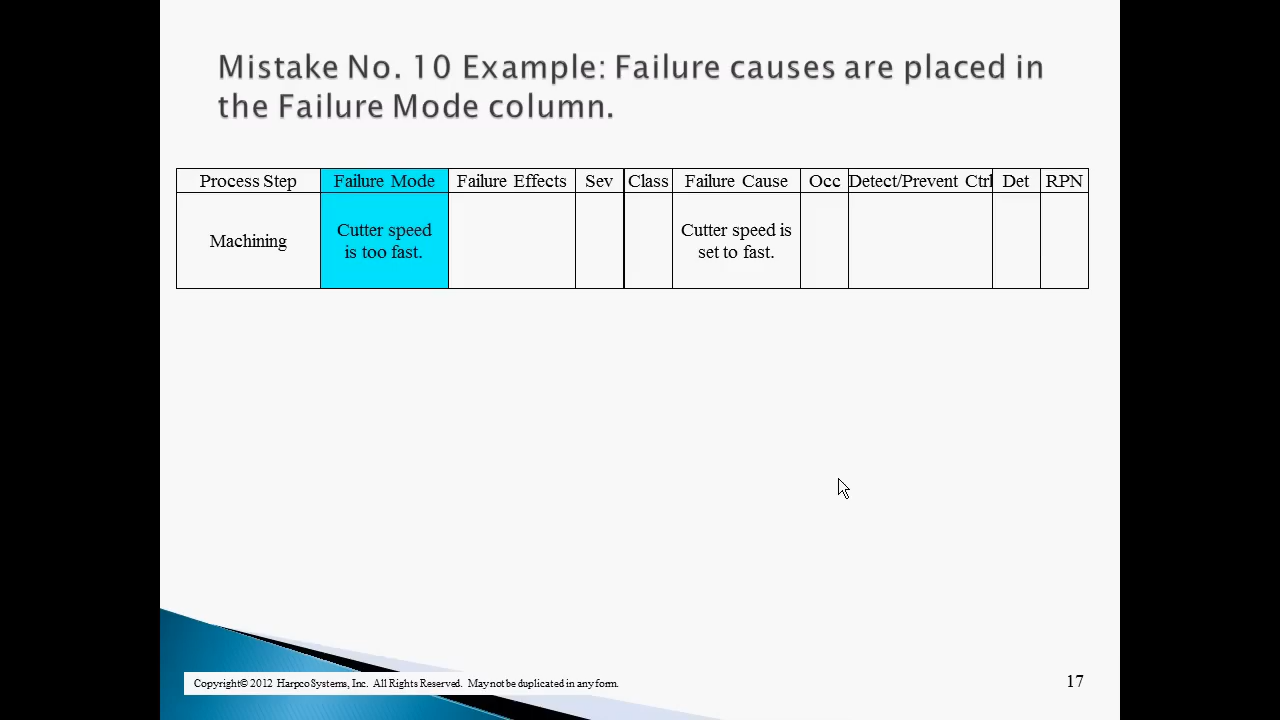 Mistake No. 10 Example: Failure causes are placed in
the Failure Mode column.
Process Step Failure Mode Failure Effects Sev Class Failure Cause Occ Detect/Prevent Ctrl Det RPN
Machining
Cutter speed
is too fast.
Cutter speed is
set to fast.
Copyright© 2012 Harpco Systems, Inc. All Rights Reserved. May not be duplicated in any form.
17